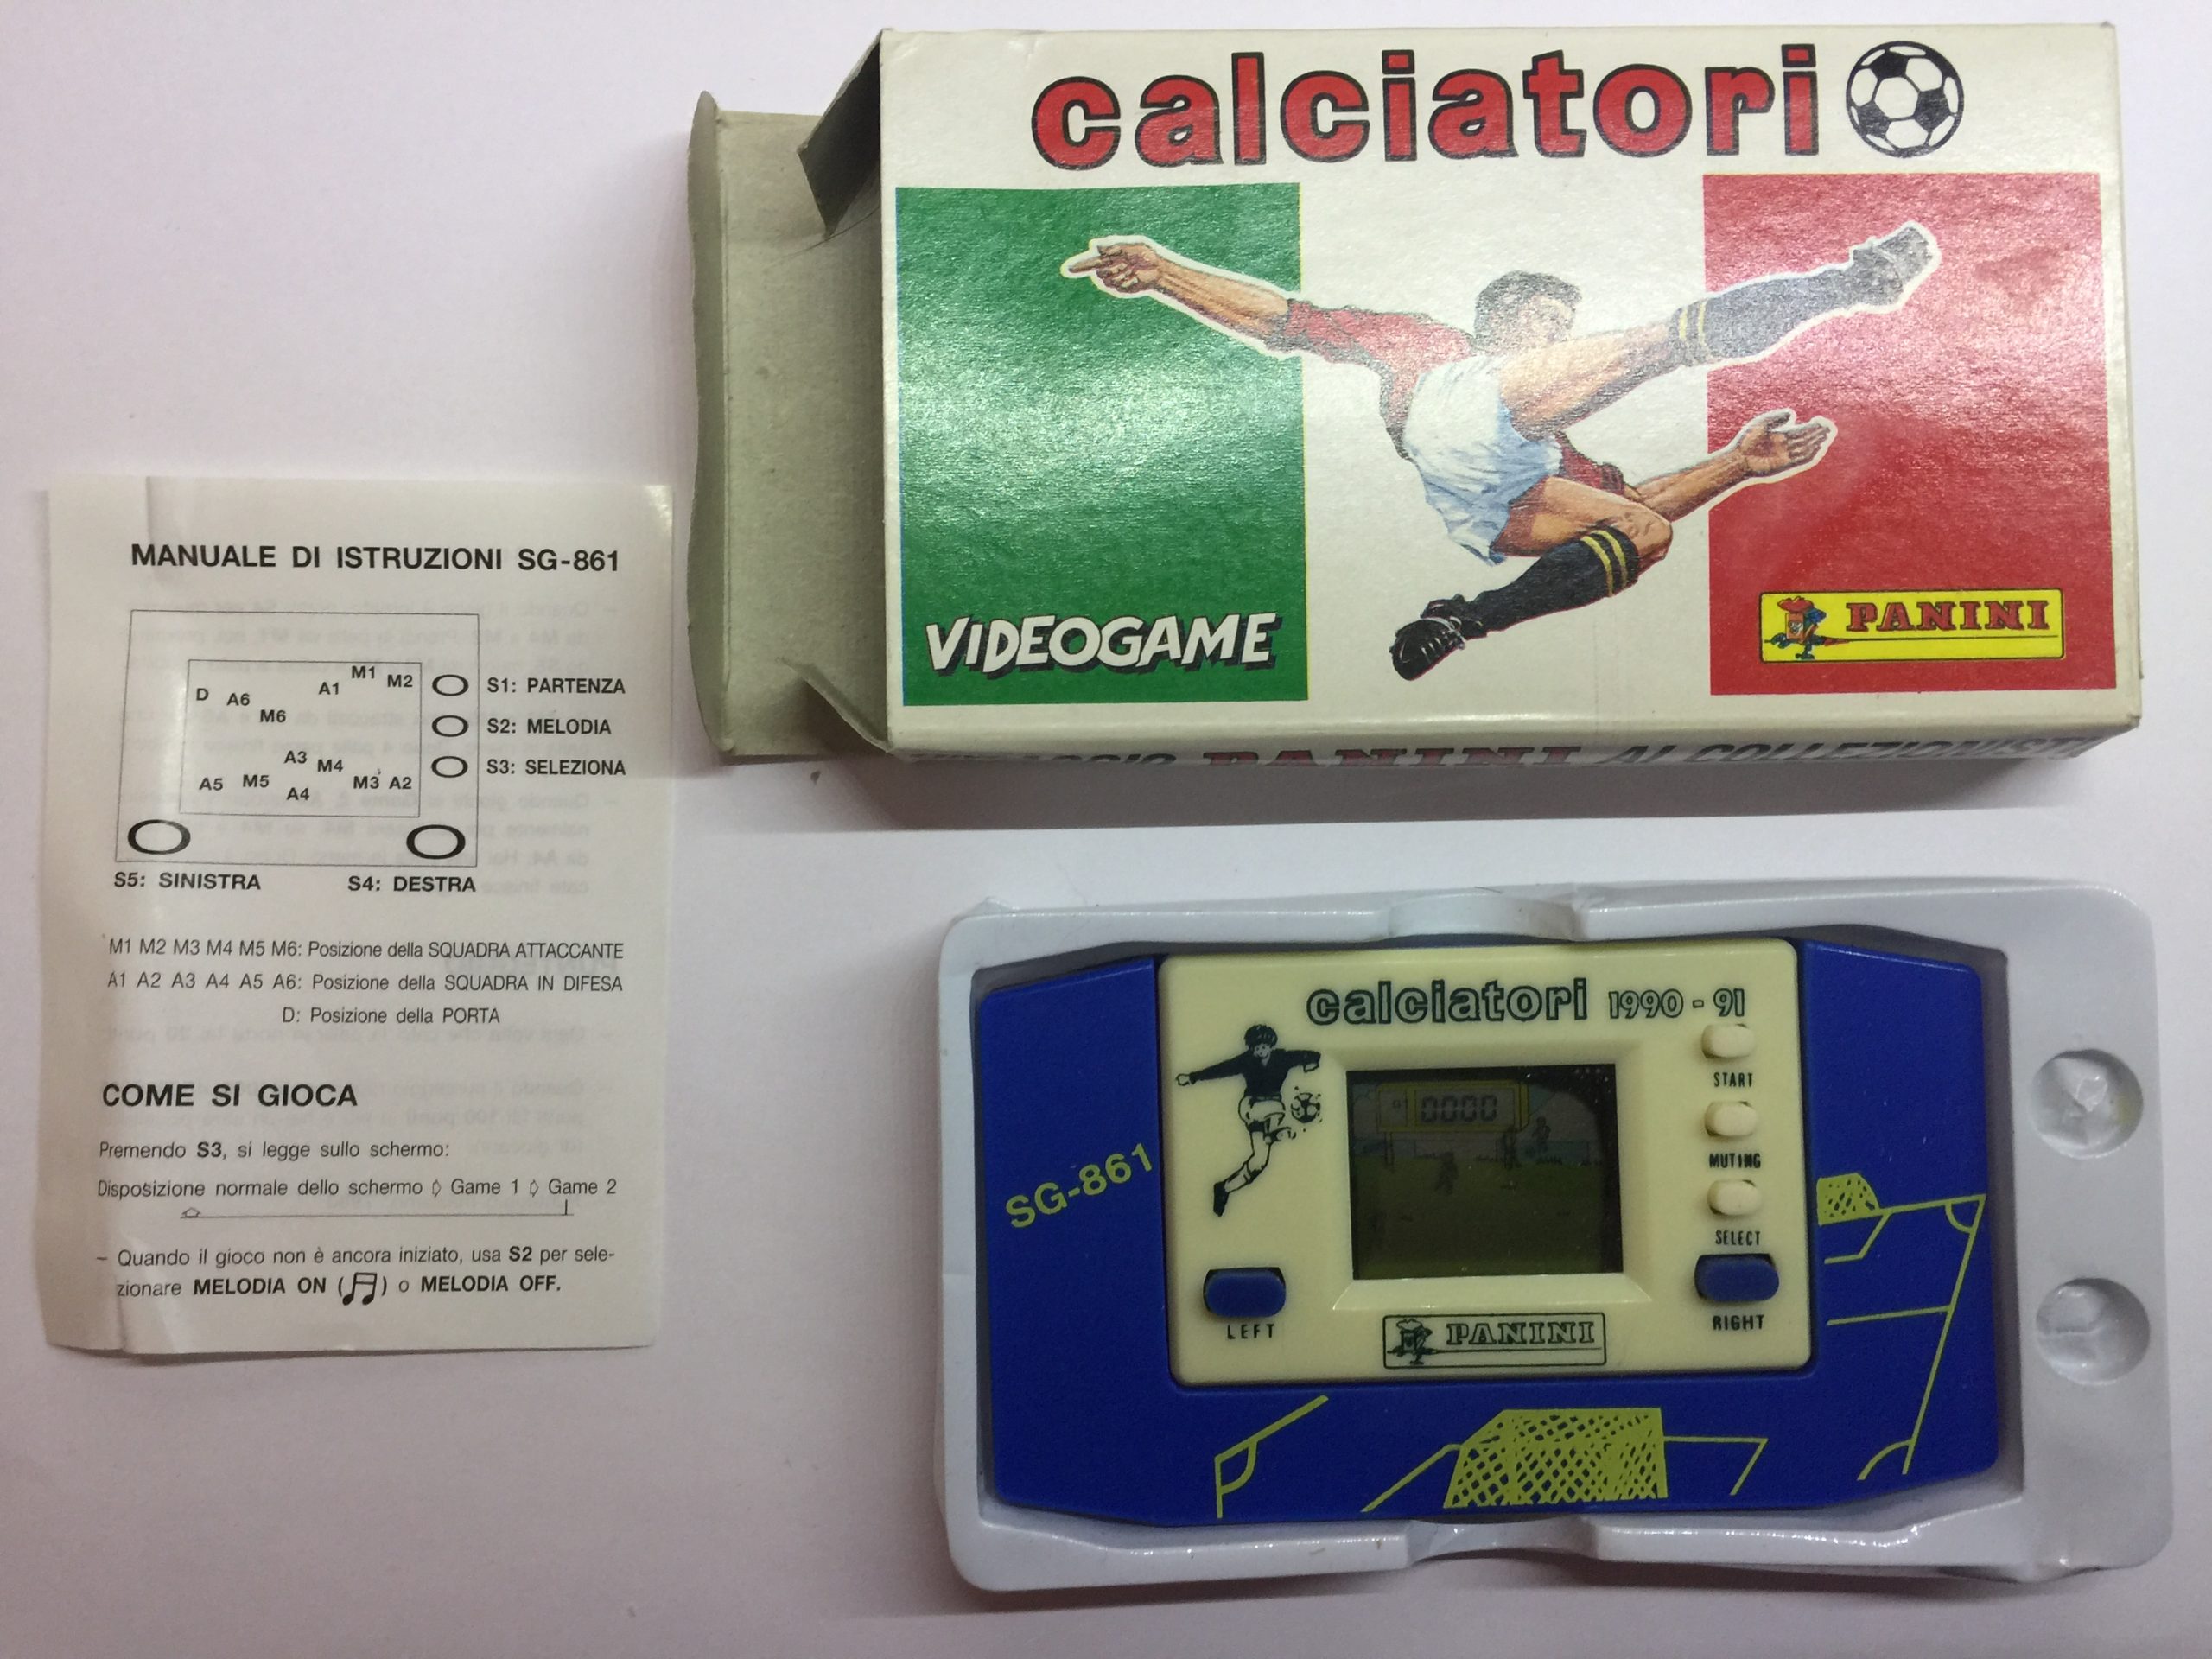 calciatori
VIDEOGAME
PANINI
PANINI AI COLLEZIONISTI
MANUALE DI ISTRUZIONI SG-861
M1 M2
D A6 A1
M6
A3 M4
A5 M5 A4 M3 A2
S1: PARTENZA
S2: MELODIA
S3: SELEZIONA
S5: SINISTRA S4: DESTRA
M1 M2 M3 M4 M5 M6: Posizione della SQUADRA ATTACCANTE
A1 A2 A3 A4 A5 A6: Posizione della SQUADRA IN DIFESA
D: Posizione della PORTA
COME SI GIOCA
Premendo S3, si legge sullo schermo:
Disposizione normale dello schermo ◊ Game 1 ◊ Game 2
– Quando il gioco non è ancora iniziato, usa S2 per sele-
zionare MELODIA ON (♫) o MELODIA OFF.
calciatori 1990-91
START
0000
MUTING
SG-861
SELECT
LEFT
RIGHT
PANINI